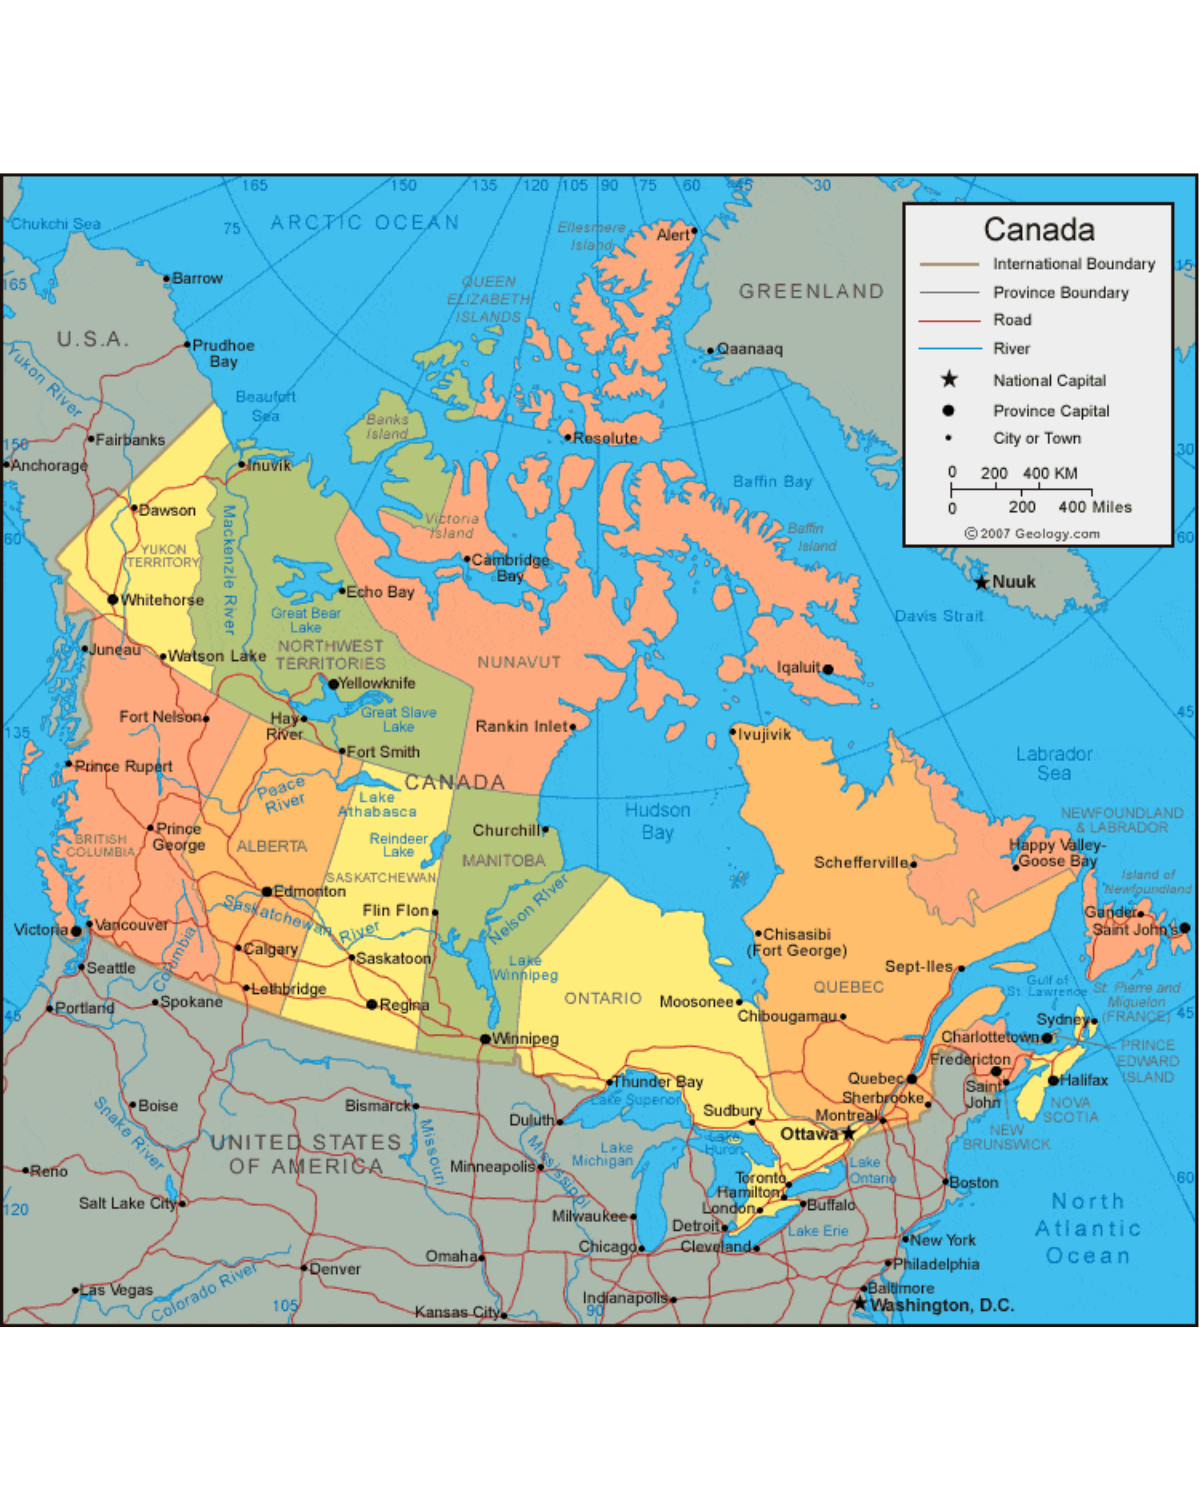 165
150
135
120
105
90
75
60
45
30
Chukchi Sea
75
ARCTIC OCEAN
Ellesmere
Island
Alert
Canada
International Boundary
Province Boundary
Road
River
National Capital
Province Capital
City or Town
0 200 400 KM
0 200 400 Miles
©2007 Geology.com
15
165
Barrow
QUEEN
ELIZABETH
ISLANDS
GREENLAND
U.S.A.
Prudhoe
Bay
Qaanaaq
Yukon River
Beaufort
Sea
Banks
Island
Resolute
150
Fairbanks
Anchorage
Inuvik
30
Baffin Bay
Dawson
Mackenzie River
Victoria
Island
Baffin
Island
60
60
YUKON
TERRITORY
Cambridge
Bay
Nuuk
Whitehorse
Echo Bay
Great Bear
Lake
Davis Strait
Juneau
Watson Lake
NORTHWEST
TERRITORIES
NUNAVUT
Iqaluit
Yellowknife
Fort Nelson
Hay
River
Great Slave
Lake
Rankin Inlet
Ivujivik
45
135
Fort Smith
Labrador
Sea
Prince Rupert
CANADA
Peace
River
Lake
Athabasca
Hudson
Bay
NEWFOUNDLAND
& LABRADOR
Prince
George
BRITISH
COLUMBIA
ALBERTA
Reindeer
Lake
Churchill
MANITOBA
Schefferville
Happy Valley-
Goose Bay
SASKATCHEWAN
Island of
Newfoundland
Edmonton
Saskatchewan River
Flin Flon
Nelson River
Gander
Saint John's
Victoria
Vancouver
Columbia
Calgary
Saskatoon
Chisasibi
(Fort George)
Seattle
Lake
Winnipeg
Sept-Iles
Lethbridge
QUEBEC
Gulf of
St. Lawrence
St. Pierre and
Miquelon
(FRANCE)
Portland
Spokane
Regina
ONTARIO
Moosonee
Chibougamau
Sydney
45
45
Winnipeg
Charlottetown
PRINCE
EDWARD
ISLAND
Fredericton
Thunder Bay
Quebec
Halifax
Saint
John
Boise
Bismarck
Lake Superior
Sherbrooke
NOVA
SCOTIA
Snake River
Duluth
Sudbury
Montreal
Ottawa
NEW
BRUNSWICK
UNITED STATES
OF AMERICA
Missouri
Mississippi
Lake
Michigan
Lake
Huron
Reno
Minneapolis
Lake
Ontario
Toronto
Hamilton
London
Boston
60
Salt Lake City
120
Buffalo
Milwaukee
Detroit
Lake Erie
North
Atlantic
Ocean
Chicago
Cleveland
New York
Omaha
Denver
Philadelphia
Las Vegas
Colorado River
105
Indianapolis
Baltimore
Washington, D.C.
Kansas City
90